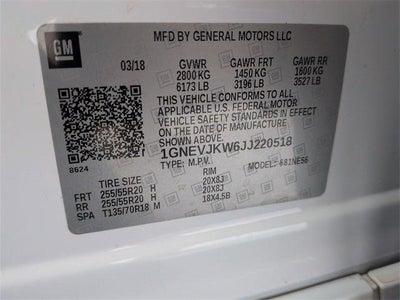 GM
MFD BY GENERAL MOTORS LLC
03/18 GVWR GAWR FRT GAWR RR
2800 KG 1450 KG 1600 KG
6173 LB 3196 LB 3527 LB
THIS VEHICLE CONFORMS TO ALL
APPLICABLE U.S. FEDERAL MOTOR
VEHICLE SAFETY STANDARDS IN
EFFECT ON THE DATE OF
MANUFACTURE SHOWN ABOVE.
1GNEVJKW6JJ220518
8624 TYPE: M.P.V. MODEL:
TIRE SIZE RIM
FRT 255/55R20 H 20X8J
RR 255/55R20 H 20X8J
SPA T135/70R18 M 18X4.5B